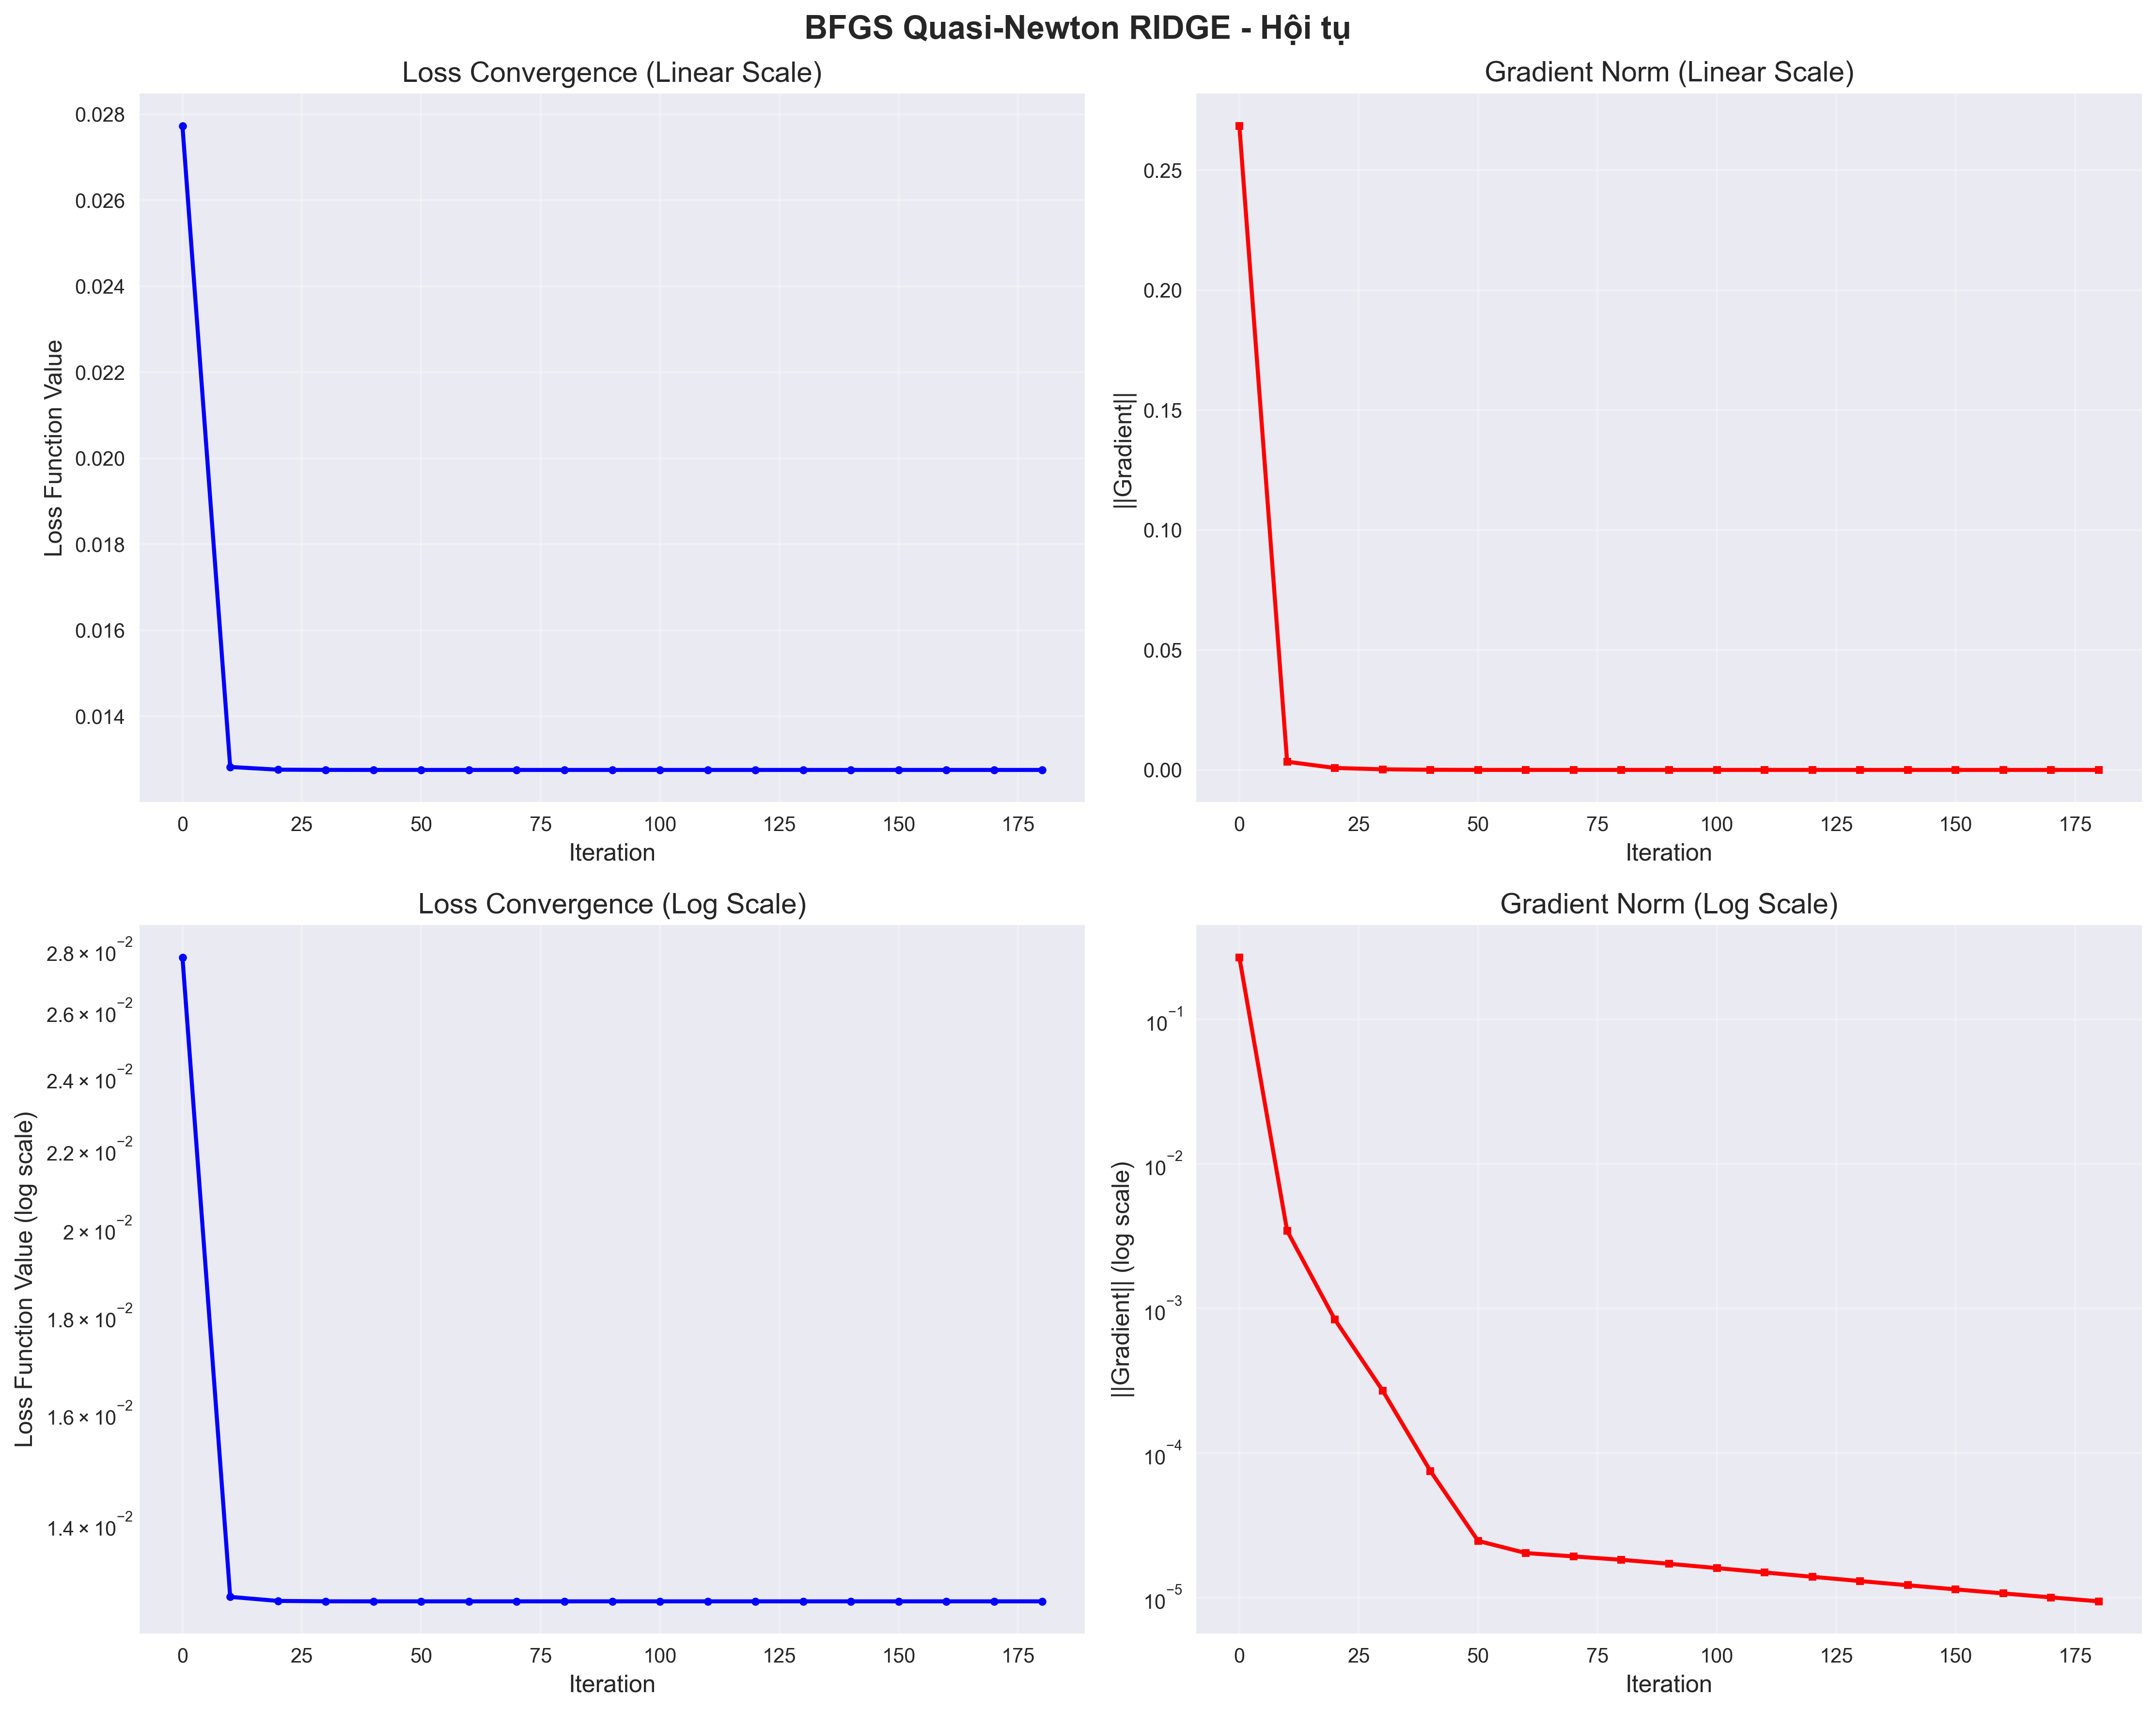 BFGS Quasi-Newton RIDGE - Hội tụ
Loss Convergence (Linear Scale)
Loss Function Value
0.028
0.026
0.024
0.022
0.020
0.018
0.016
0.014
0 25 50 75 100 125 150 175
Iteration
Gradient Norm (Linear Scale)
||Gradient||
0.25
0.20
0.15
0.10
0.05
0.00
0 25 50 75 100 125 150 175
Iteration
Loss Convergence (Log Scale)
Loss Function Value (log scale)
2.8 × 10⁻²
2.6 × 10⁻²
2.4 × 10⁻²
2.2 × 10⁻²
2 × 10⁻²
1.8 × 10⁻²
1.6 × 10⁻²
1.4 × 10⁻²
0 25 50 75 100 125 150 175
Iteration
Gradient Norm (Log Scale)
||Gradient|| (log scale)
10⁻¹
10⁻²
10⁻³
10⁻⁴
10⁻⁵
0 25 50 75 100 125 150 175
Iteration